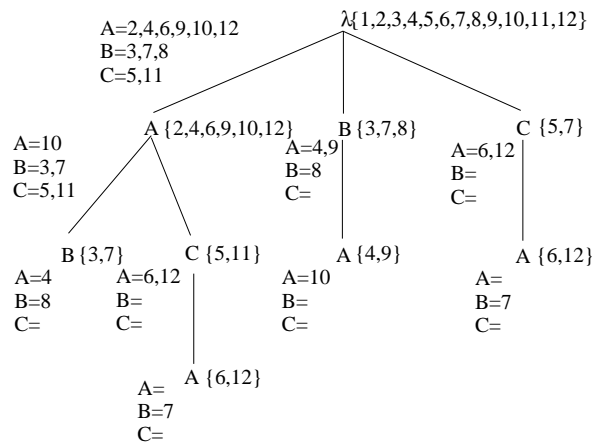 λ{1,2,3,4,5,6,7,8,9,10,11,12}
A=2,4,6,9,10,12
B=3,7,8
C=5,11
A {2,4,6,9,10,12}
B {3,7,8}
C {5,7}
A=10
B=3,7
C=5,11
A=4,9
B=8
C=
A=6,12
B=
C=
B {3,7}
C {5,11}
A {4,9}
A {6,12}
A=4
B=8
C=
A=6,12
B=
C=
A=10
B=
C=
A=
B=7
C=
A {6,12}
A=
B=7
C=